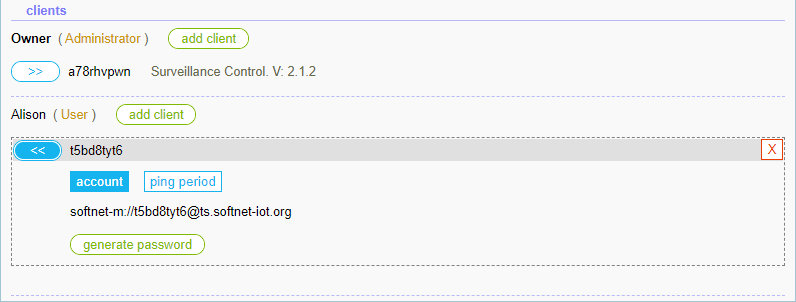 clients
Owner ( Administrator ) add client
>> a78rhvpwn Surveillance Control. V: 2.1.2
Alison ( User ) add client
<< t5bd8tyt6 X
account ping period
softnet-m://t5bd8tyt6@ts.softnet-iot.org
generate password